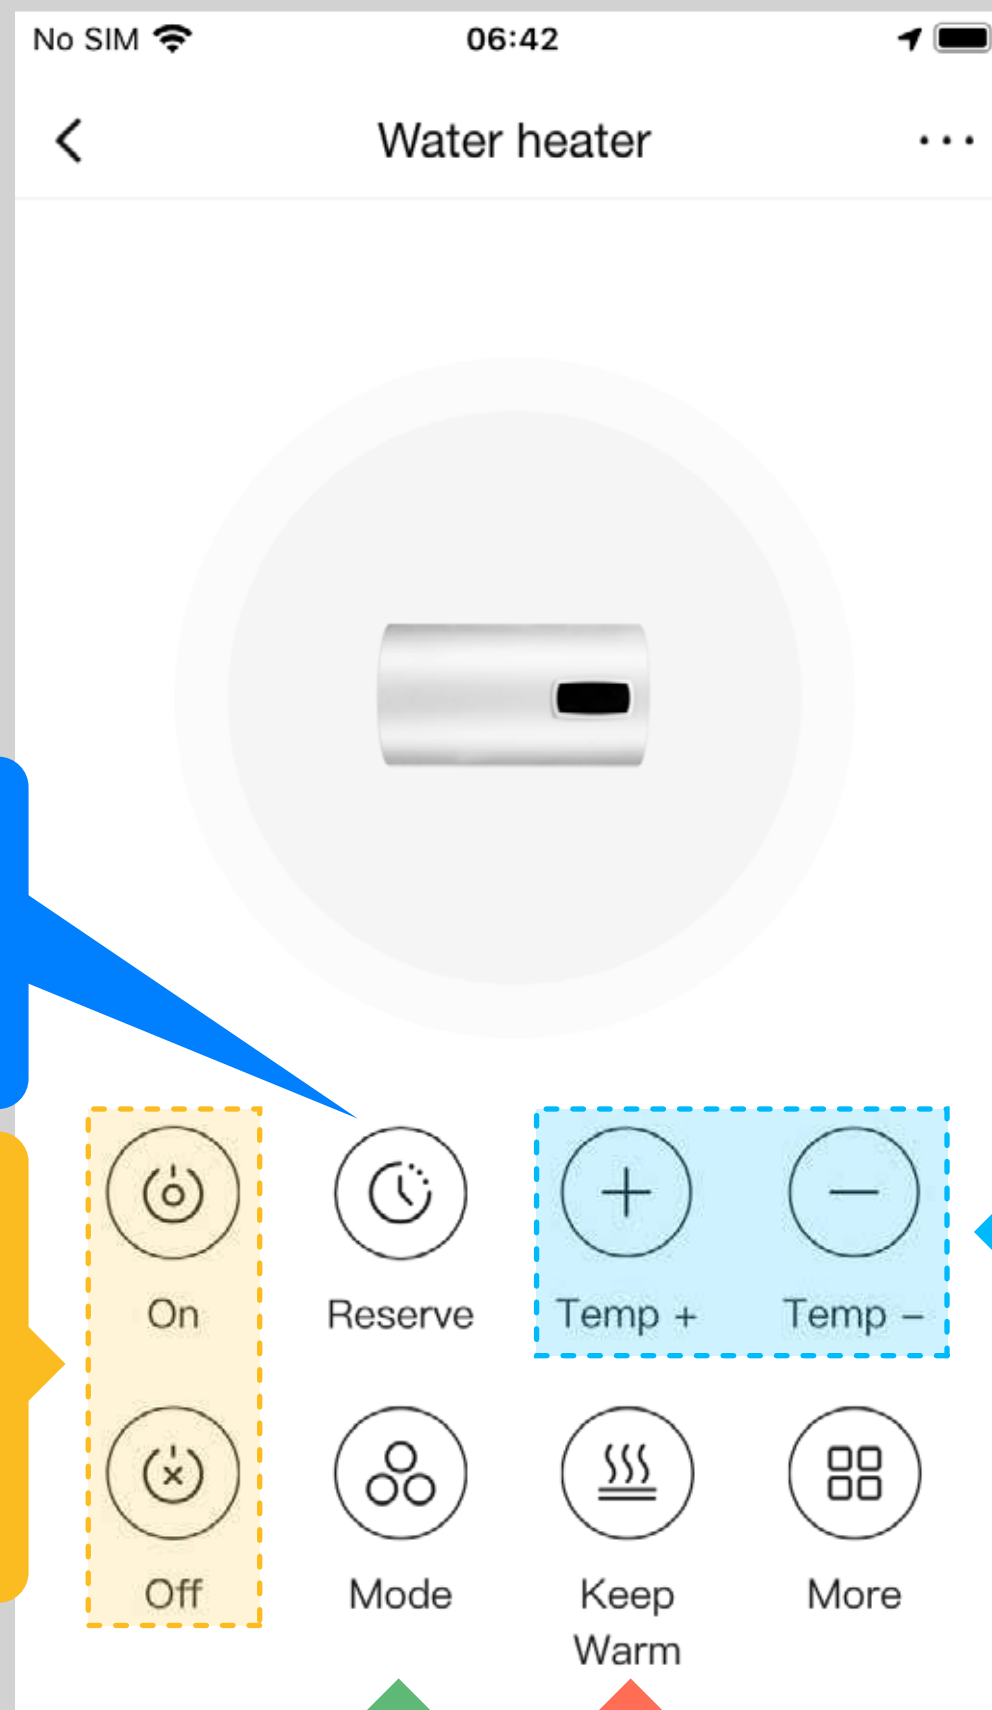 No SIM 06:42
Water heater
On Reserve Temp + Temp −
Off Mode Keep Warm More